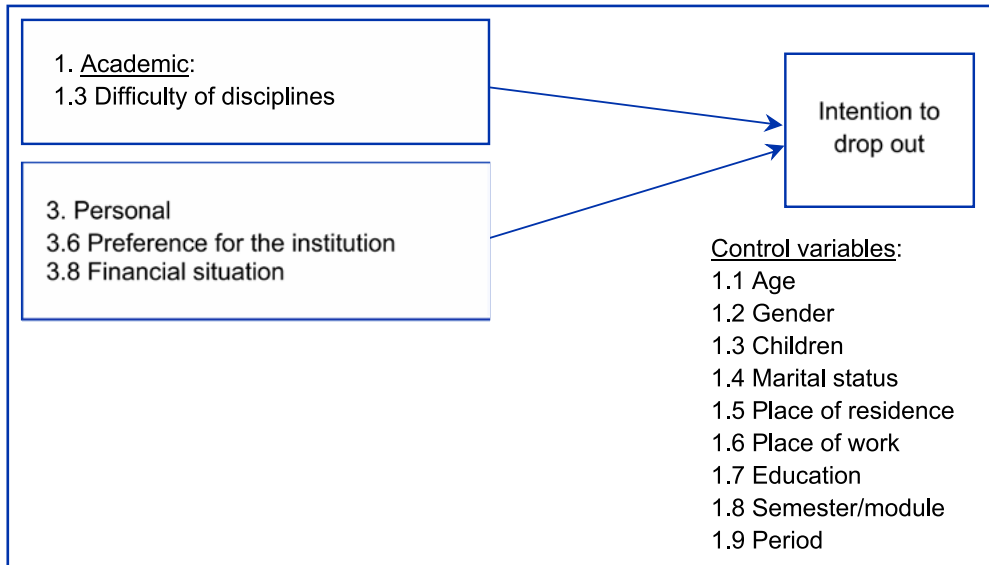 1. Academic:
1.3 Difficulty of disciplines
3. Personal
3.6 Preference for the institution
3.8 Financial situation
Intention to
drop out
Control variables:
1.1 Age
1.2 Gender
1.3 Children
1.4 Marital status
1.5 Place of residence
1.6 Place of work
1.7 Education
1.8 Semester/module
1.9 Period